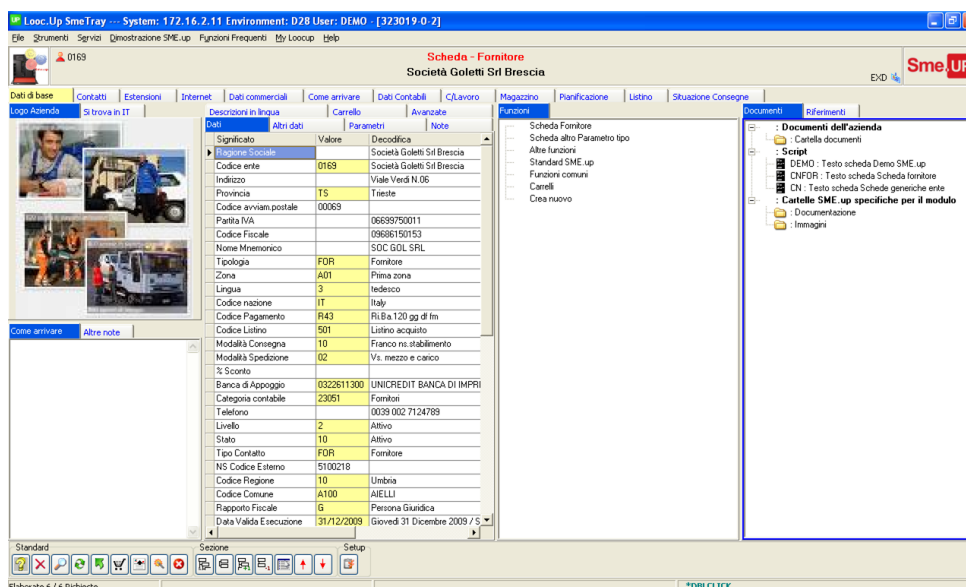 Looc.Up SmeTray --- System: 172.16.2.11 Environment: D28 User: DEMO - [323019-0-2]
File Strumenti Servizi Dimostrazione SME.up Funzioni Frequenti My Loocup Help
0169
Scheda - Fornitore
Società Goletti Srl Brescia
EXD
Sme.UP
Dati di base Contatti Estensioni Internet Dati commerciali Come arrivare Dati Contabili C/Lavoro Magazzino Pianificazione Listino Situazione Consegne
Logo Azienda Si trova in IT
Descrizioni in lingua Carrello Avanzate
Dati Altri dati Parametri Note
Significato Valore Decodifica
Ragione Sociale Società Goletti Srl Brescia
Codice ente 0169 Società Goletti Srl Brescia
Indirizzo Viale Verdi N.06
Provincia TS Trieste
Codice avviam.postale 00069
Partita IVA 06699750011
Codice Fiscale 09686150153
Nome Mnemonico SOC GOL SRL
Tipologia FOR Fornitore
Zona A01 Prima zona
Lingua 3 tedesco
Codice nazione IT Italy
Codice Pagamento R43 Ri.Ba.120 gg df fm
Codice Listino 501 Listino acquisto
Modalità Consegna 10 Franco ns.stabilimento
Modalità Spedizione 02 Vs. mezzo e carico
% Sconto
Banca di Appoggio 0322611300 UNICREDIT BANCA DI IMPRI
Categoria contabile 23051 Fornitori
Telefono 0039 002 7124789
Livello 2 Attivo
Stato 10 Attivo
Tipo Contatto FOR Fornitore
NS Codice Esterno 5100218
Codice Regione 10 Umbria
Codice Comune A100 AIELLI
Rapporto Fiscale G Persona Giuridica
Data Valida Esecuzione 31/12/2009 Giovedì 31 Dicembre 2009 / S
Come arrivare Altre note
Funzioni
Scheda Fornitore
Scheda altro Parametro tipo
Altre funzioni
Standard SME.up
Funzioni comuni
Carrelli
Crea nuovo
Documenti Riferimenti
: Documenti dell'azienda
: Cartella documenti
: Script
DEMO : Testo scheda Demo SME.up
CNFOR : Testo scheda Scheda fornitore
CN : Testo scheda Schede generiche ente
: Cartelle SME.up specifiche per il modulo
: Documentazione
: Immagini
Standard Sezione Setup
Elaborate 6 / 6 Richieste *DBLCLICK